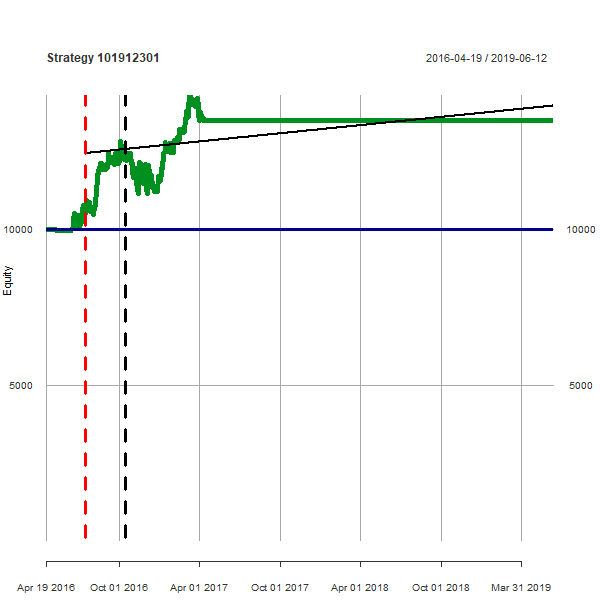 Strategy 101912301
2016-04-19 / 2019-06-12
10000
10000
Equity
5000
5000
Apr 19 2016
Oct 01 2016
Apr 01 2017
Oct 01 2017
Apr 01 2018
Oct 01 2018
Mar 31 2019